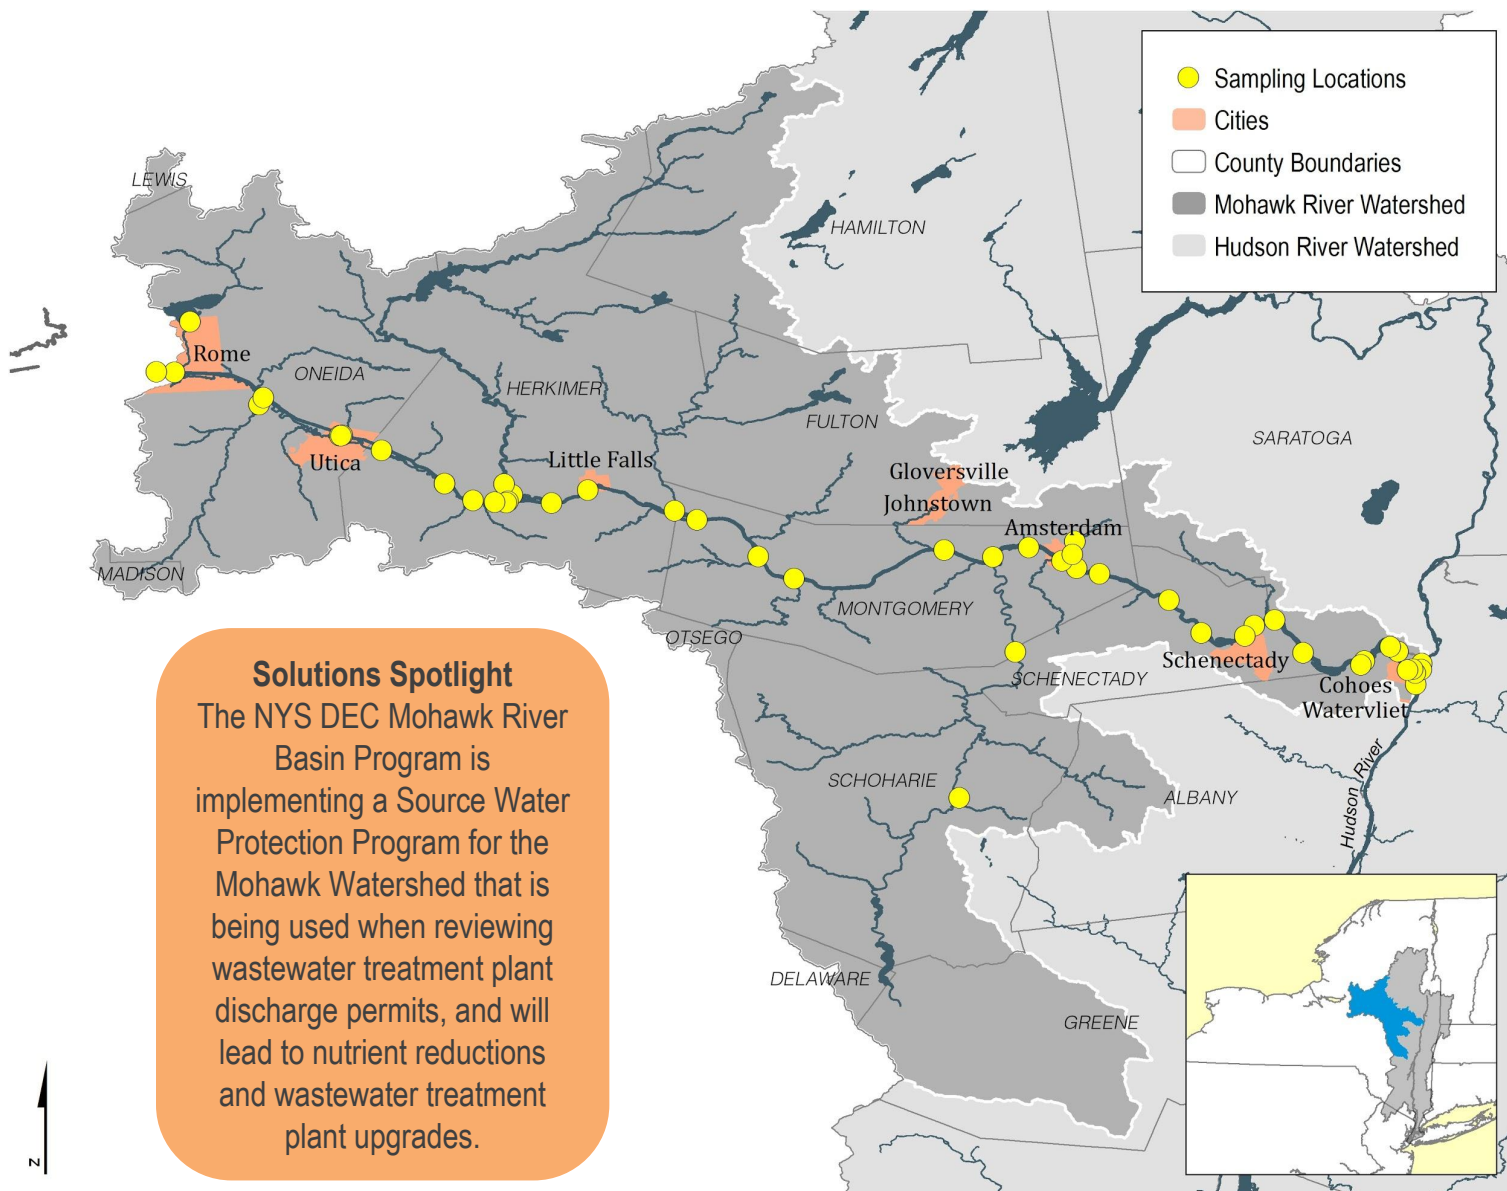 Sampling Locations
Cities
County Boundaries
Mohawk River Watershed
Hudson River Watershed
LEWIS
HAMILTON
Rome
ONEIDA
HERKIMER
FULTON
SARATOGA
Utica
Little Falls
Gloversville
Johnstown
Amsterdam
MADISON
MONTGOMERY
OTSEGO
Schenectady
SCHENECTADY
Cohoes
Watervliet
SCHOHARIE
ALBANY
Hudson River
DELAWARE
GREENE
Solutions Spotlight
The NYS DEC Mohawk River
Basin Program is
implementing a Source Water
Protection Program for the
Mohawk Watershed that is
being used when reviewing
wastewater treatment plant
discharge permits, and will
lead to nutrient reductions
and wastewater treatment
plant upgrades.
N